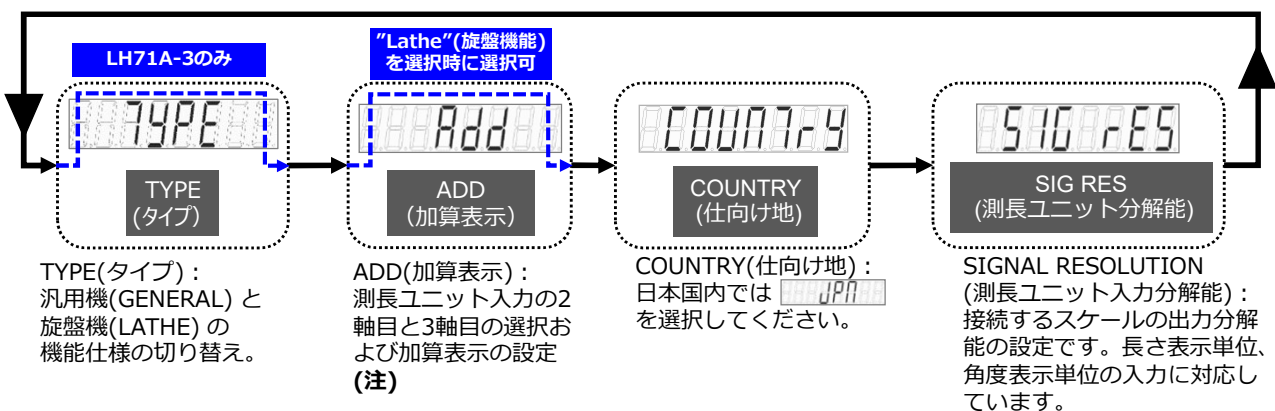 LH71A-3のみ
”Lathe”(旋盤機能)
を選択時に選択可
TYPE
Add
COUNTrY
SIG rES
TYPE
(タイプ)
ADD
(加算表示)
COUNTRY
(仕向け地)
SIG RES
(測長ユニット分解能)
TYPE(タイプ):
汎用機(GENERAL) と
旋盤機(LATHE) の
機能仕様の切り替え。
ADD(加算表示):
測長ユニット入力の2
軸目と3軸目の選択お
よび加算表示の設定
(注)
COUNTRY(仕向け地):
日本国内では JPN
を選択してください。
SIGNAL RESOLUTION
(測長ユニット入力分解能):
接続するスケールの出力分解
能の設定です。長さ表示単位、
角度表示単位の入力に対応し
ています。